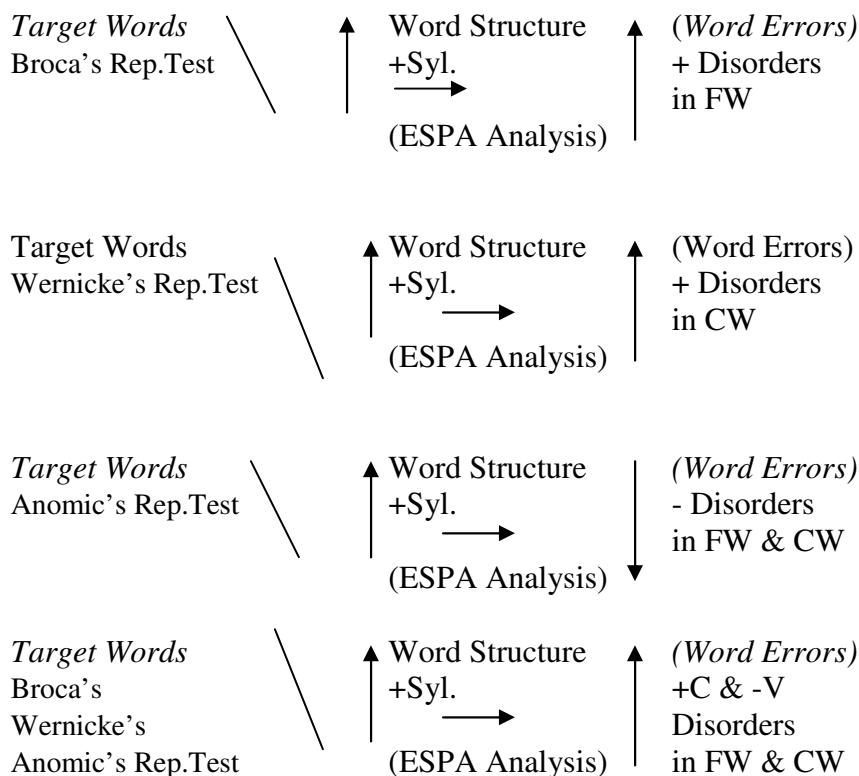 Target Words Word Structure (Word Errors)
Broca's Rep.Test +Syl. + Disorders
in FW
(ESPA Analysis)
Target Words Word Structure (Word Errors)
Wernicke's Rep.Test +Syl. + Disorders
in CW
(ESPA Analysis)
Target Words Word Structure (Word Errors)
Anomic's Rep.Test +Syl. - Disorders
in FW & CW
(ESPA Analysis)
Target Words Word Structure (Word Errors)
Broca's +Syl. +C & -V
Wernicke's Disorders
Anomic's Rep.Test (ESPA Analysis) in FW & CW